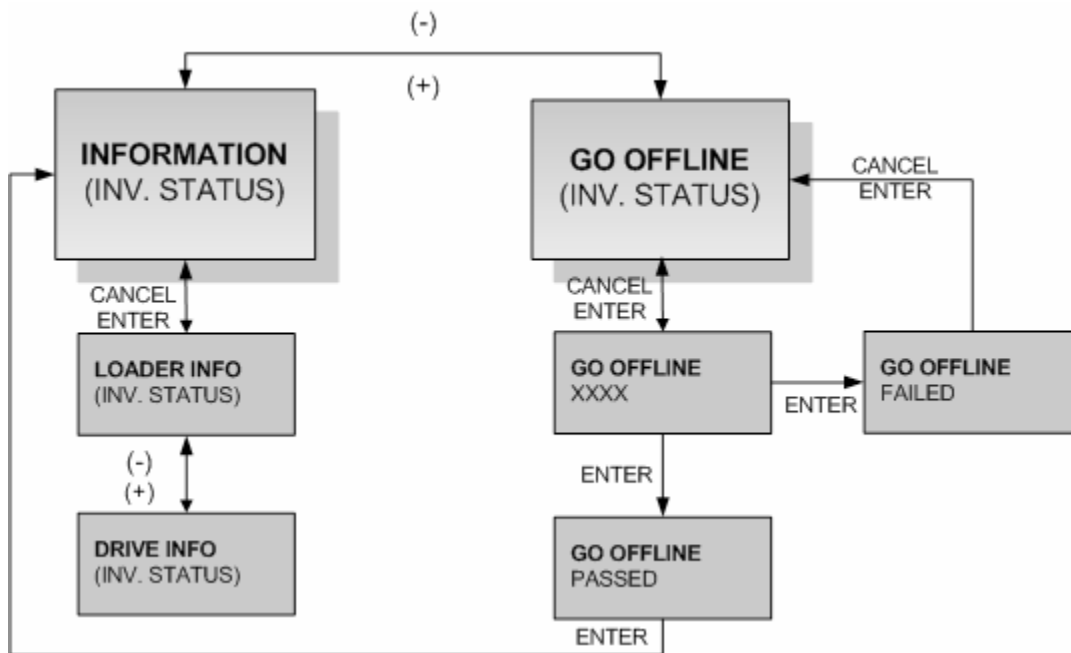 (-)
(+)
INFORMATION
(INV. STATUS)
GO OFFLINE
(INV. STATUS)
CANCEL
ENTER
CANCEL
ENTER
CANCEL
ENTER
LOADER INFO
(INV. STATUS)
GO OFFLINE
XXXX
ENTER
GO OFFLINE
FAILED
(-)
(+)
ENTER
DRIVE INFO
(INV. STATUS)
GO OFFLINE
PASSED
ENTER